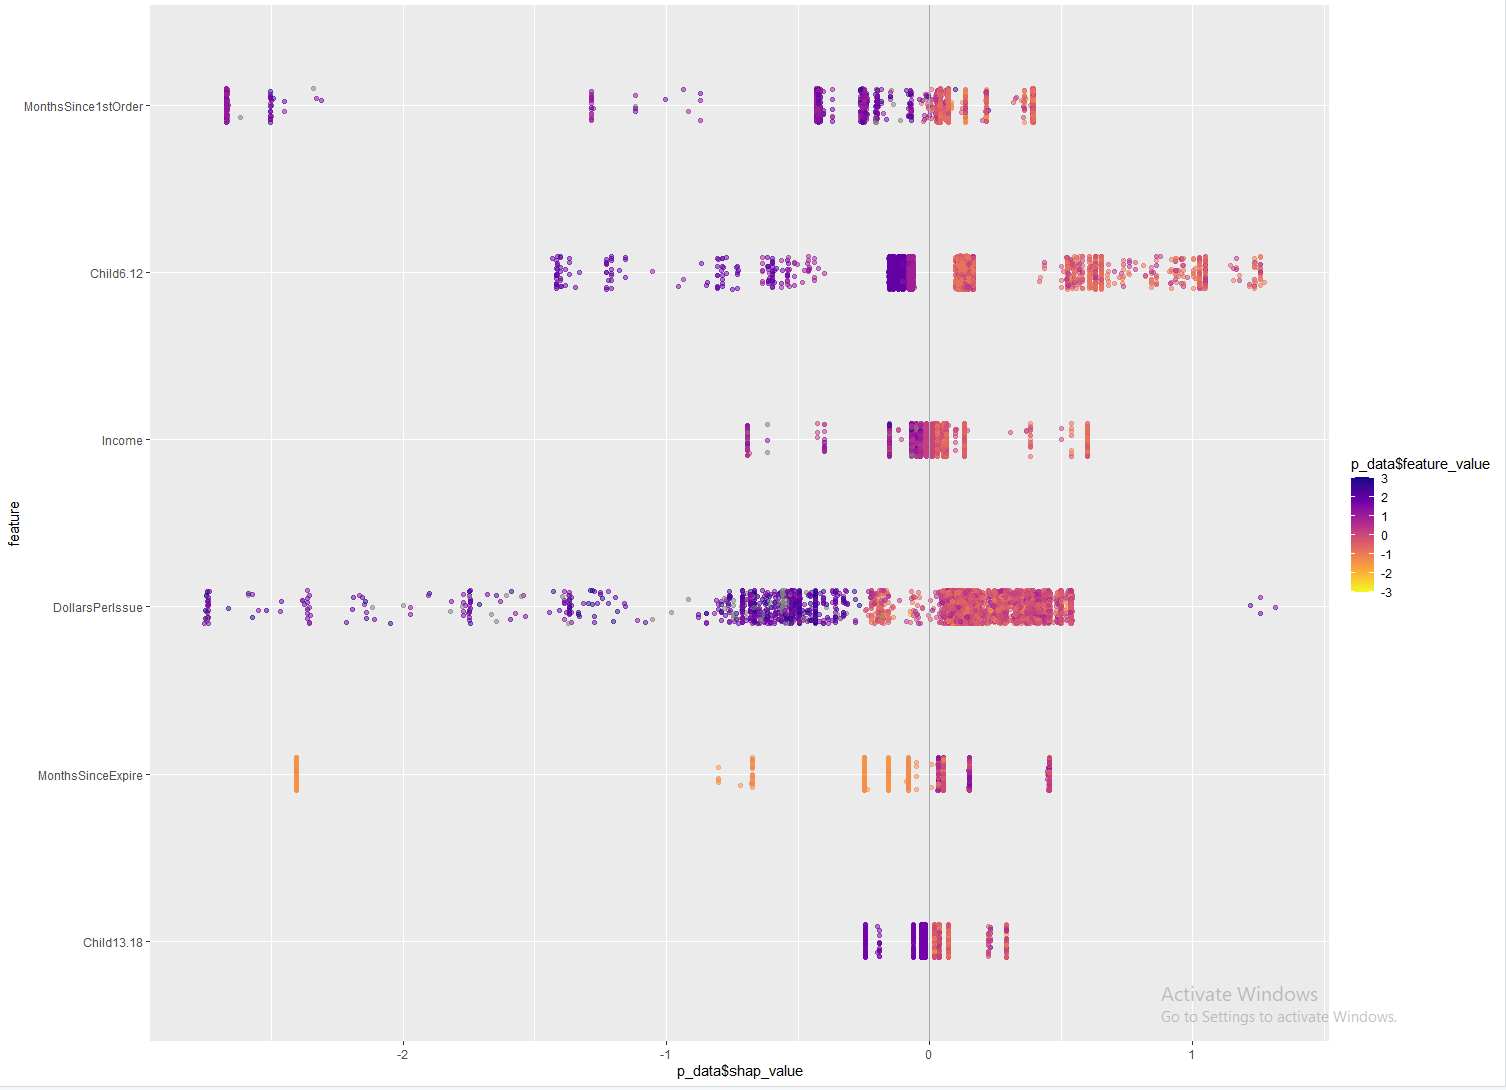 MonthsSince1stOrder
Child6.12
Income
DollarsPerIssue
MonthsSinceExpire
Child13.18
feature
-2
-1
0
1
p_data$shap_value
p_data$feature_value
3
2
1
0
-1
-2
-3
Activate Windows
Go to Settings to activate Windows.